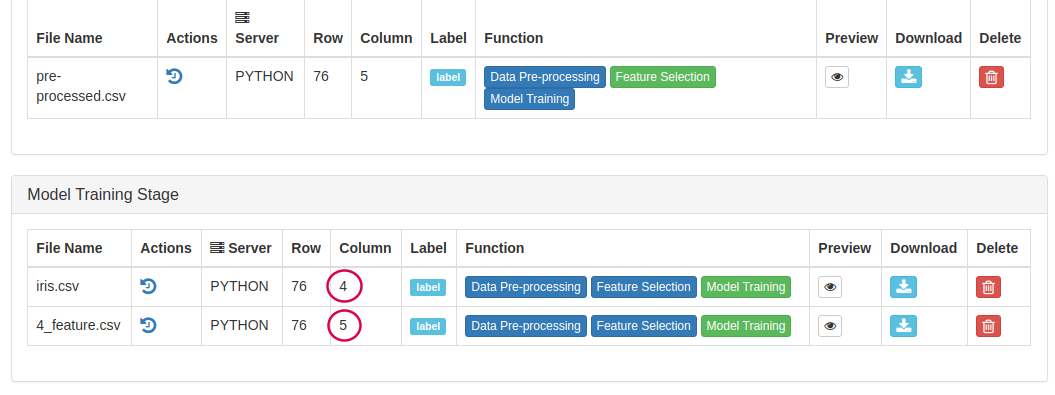 File Name Actions Server Row Column Label Function Preview Download Delete
pre-processed.csv PYTHON 76 5 label Data Pre-processing Feature Selection
Model Training
Model Training Stage
File Name Actions Server Row Column Label Function Preview Download Delete
iris.csv PYTHON 76 4 label Data Pre-processing Feature Selection Model Training
4_feature.csv PYTHON 76 5 label Data Pre-processing Feature Selection Model Training